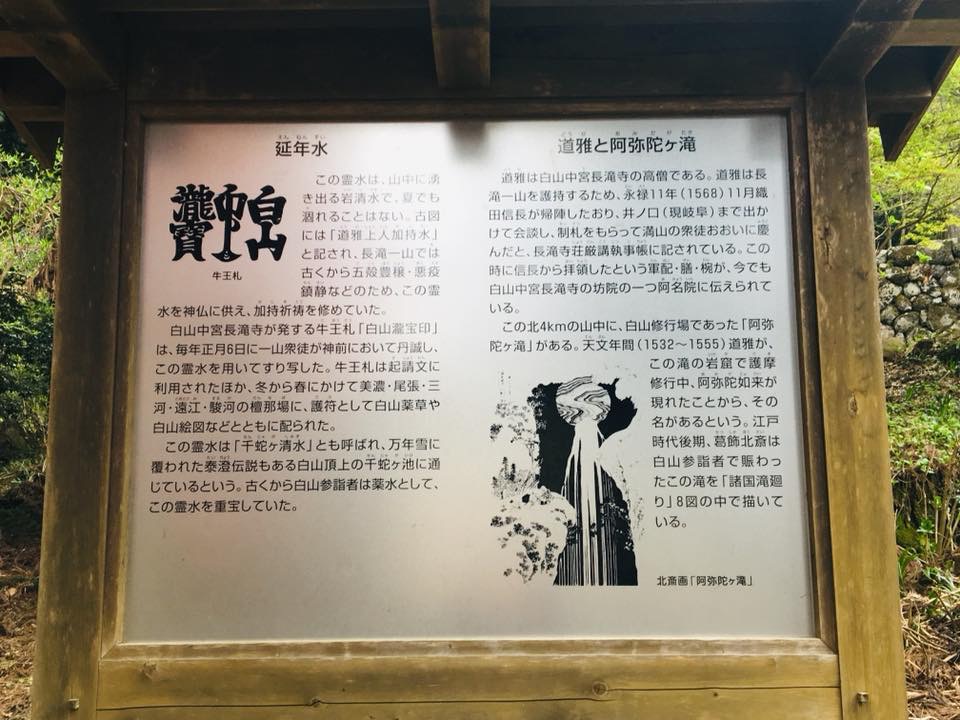 延年水
この霊水は、山中に湧
き出る岩清水で、夏でも
涸れることはない。古図
には「道雅上人加持水」
と記され、長滝一山では
古くから五殻豊穣・悪疫
鎮静などのため、この霊
水を神仏に供え、加持祈祷を修めていた。
白山中宮長滝寺が発する牛王札「白山瀧宝印」
は、毎年正月6日に一山衆徒が神前において丹誠し、
この霊水を用いてすり写した。牛王札は起請文に
利用されたほか、冬から春にかけて美濃・尾張・三
河・遠江・駿河の檀那場に、護符として白山薬草や
白山絵図などとともに配られた。
この霊水は「千蛇ヶ清水」とも呼ばれ、万年雪に
覆われた泰澄伝説もある白山頂上の千蛇ヶ池に通
じているという。古くから白山参詣者は薬水として、
この霊水を重宝していた。
牛王札
道雅と阿弥陀ヶ滝
道雅は白山中宮長滝寺の高僧である。道雅は長
滝一山を護持するため、永禄11年(1568)11月織
田信長が帰陣したおり、井ノ口(現岐阜)まで出か
けて会談し、制札をもらって満山の衆徒おおいに慶
んだと、長滝寺荘厳講執事帳に記されている。この
時に信長から拝領したという軍配・膳・椀が、今でも
白山中宮長滝寺の坊院の一つ阿名院に伝えられて
いる。
この北4kmの山中に、白山修行場であった「阿弥
陀ヶ滝」がある。天文年間(1532〜1555)道雅が、
この滝の岩窟で護摩
修行中、阿弥陀如来が
現れたことから、その
名があるという。江戸
時代後期、葛飾北斎は
白山参詣者で賑わっ
たこの滝を「諸国滝廻
り」8図の中で描いて
いる。
北斎画「阿弥陀ヶ滝」